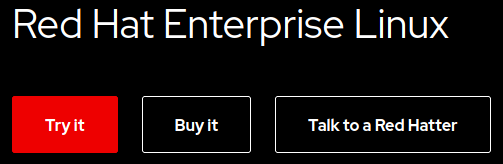 Red Hat Enterprise Linux
Try it
Buy it
Talk to a Red Hatter